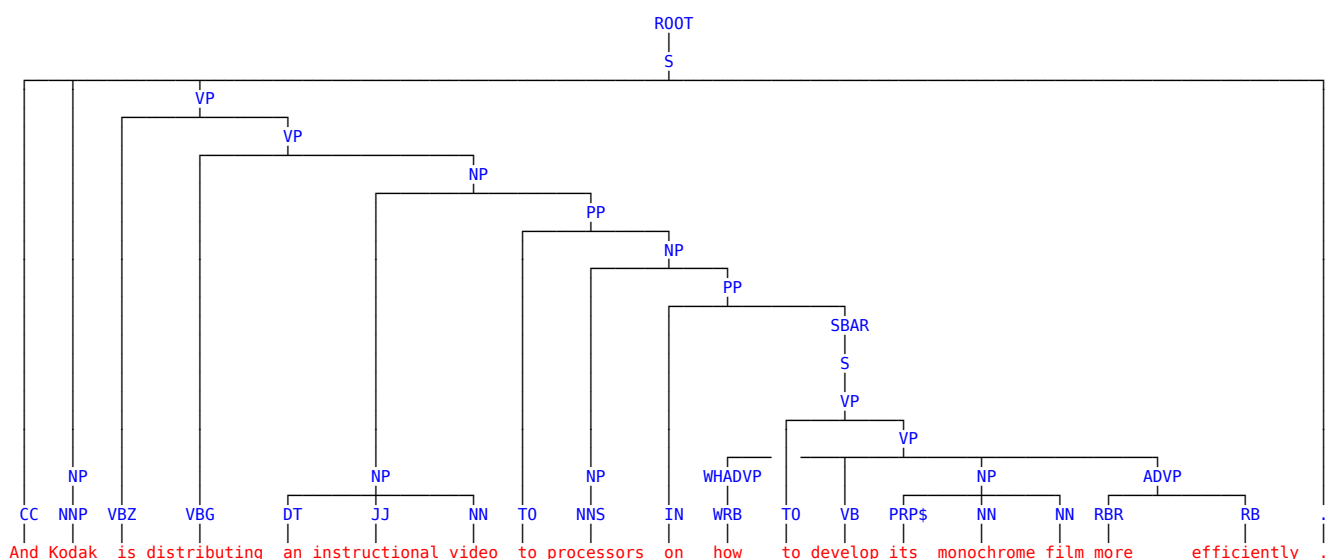 ROOT
S
VP
VP
NP
PP
NP
PP
SBAR
S
VP
VP
NP NP NP WHADVP NP ADVP
CC NNP VBZ VBG DT JJ NN TO NNS IN WRB TO VB PRP$ NN NN RBR RB .
And Kodak is distributing an instructional video to processors on how to develop its monochrome film more efficiently .